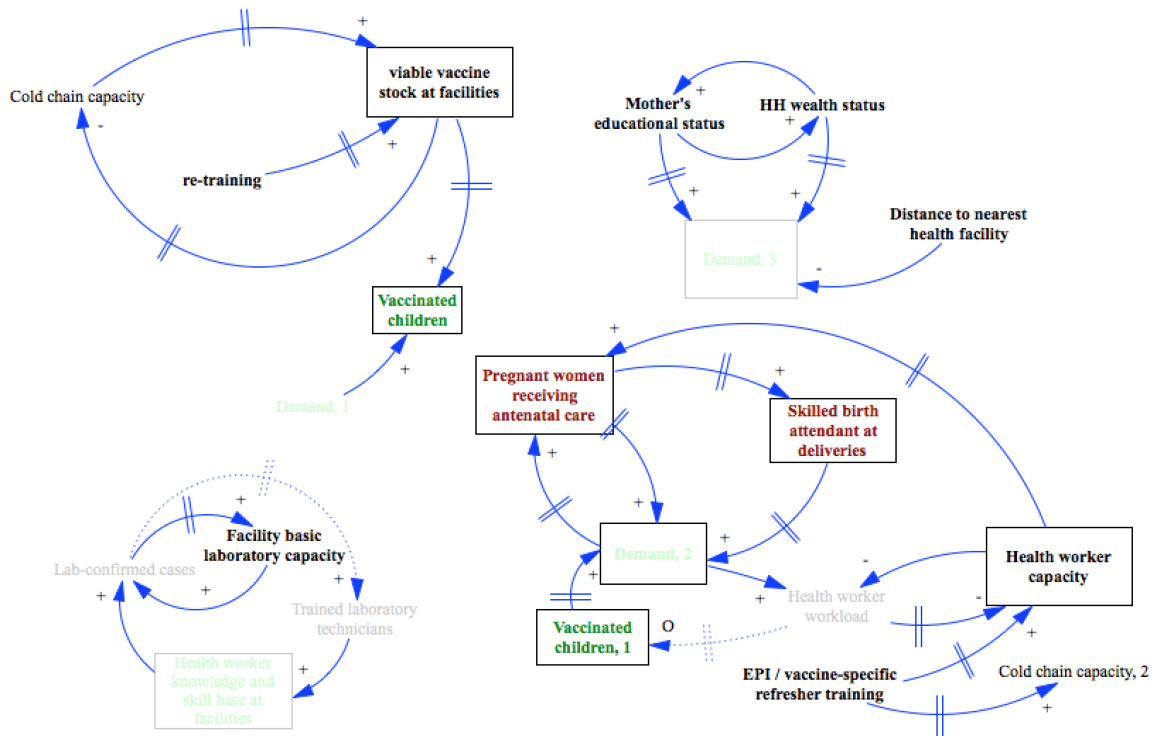 +
viable vaccine
stock at facilities
Cold chain capacity
-
+
re-training
+
Vaccinated
children
+
Demand, 1
+
Mother's
educational status
HH wealth status
+
+
+
Demand, 3
Distance to nearest
health facility
-
+
Pregnant women
receiving
antenatal care
+
Skilled birth
attendant at
deliveries
+
+
+
Demand, 2
+
+
Vaccinated
children, 1
O
Health worker
workload
-
-
Health worker
capacity
+
EPI / vaccine-specific
refresher training
Cold chain capacity, 2
+
+
Facility basic
laboratory capacity
Lab-confirmed cases
+
+
+
Trained laboratory
technicians
+
Health worker
knowledge and
skill base at
facilities